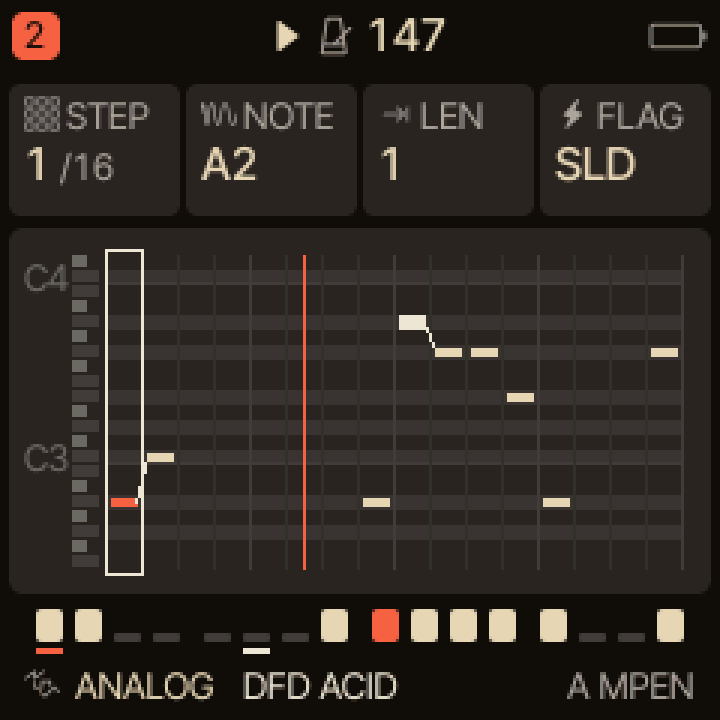 2 147
STEP NOTE LEN FLAG
1 /16 A2 1 SLD
C4
C3
ANALOG DFD ACID A MPEN